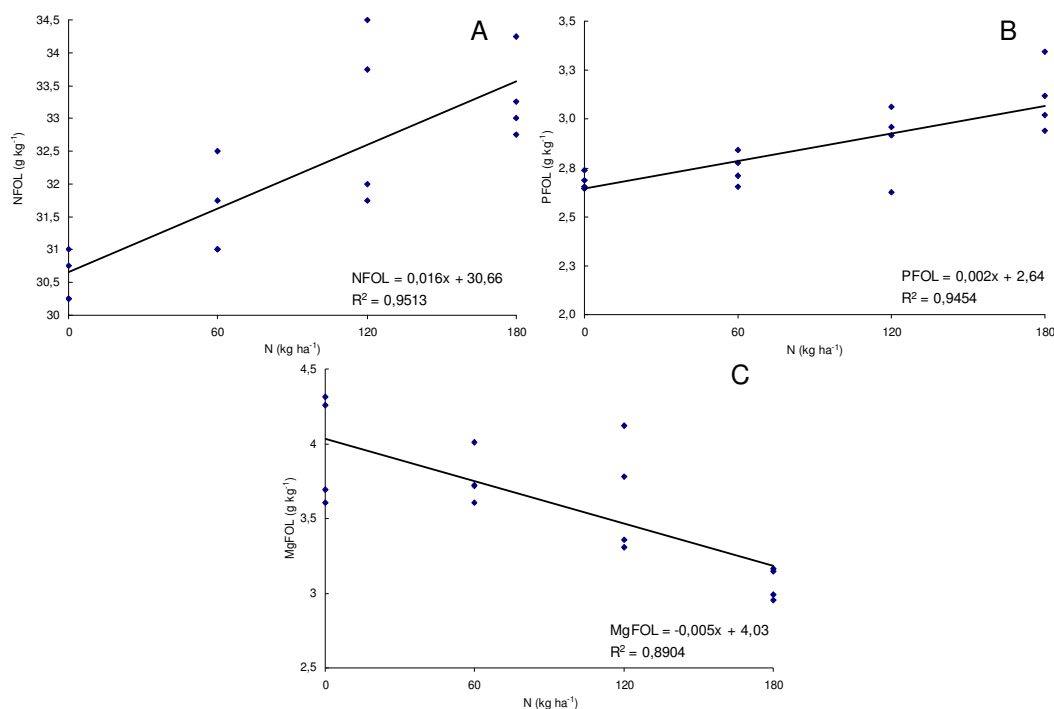 A
34,5
34
33,5
33
32,5
32
31,5
31
30,5
30
NFOL (g kg⁻¹)
NFOL = 0,016x + 30,66
R² = 0,9513
0 60 120 180
N (kg ha⁻¹)
B
3,5
3,3
3,0
2,8
2,5
2,3
2,0
PFOL (g kg⁻¹)
PFOL = 0,002x + 2,64
R² = 0,9454
0 60 120 180
N (kg ha⁻¹)
C
4,5
4
3,5
3
2,5
MgFOL (g kg⁻¹)
MgFOL = -0,005x + 4,03
R² = 0,8904
0 60 120 180
N (kg ha⁻¹)